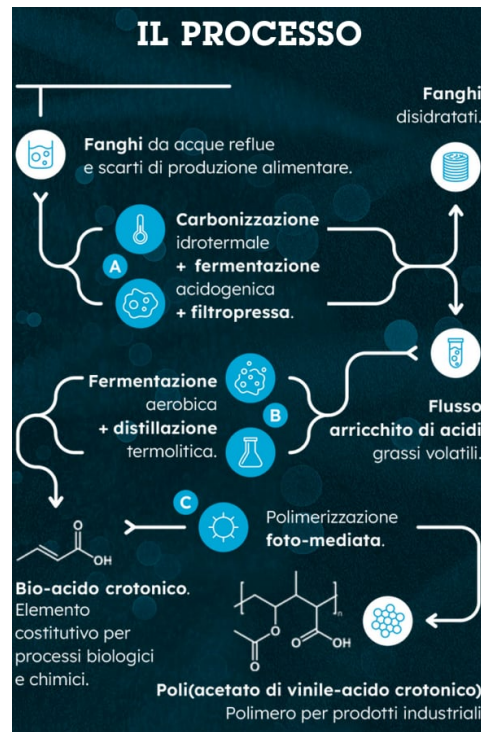 IL PROCESSO
Fanghi
disidratati.
Fanghi da acque reflue
e scarti di produzione alimentare.
Carbonizzazione
idrotermale
A
+ fermentazione
acidogenica
+ filtropressa.
Fermentazione
aerobica
B
+ distillazione
termolitica.
Flusso
arricchito di acidi
grassi volatili.
C
Polimerizzazione
foto-mediata.
O
OH
Bio-acido crotonico.
Elemento
costitutivo per
processi biologici
e chimici.
n
O
O
OH
O
Poli(acetato di vinile-acido crotonico)
Polimero per prodotti industriali